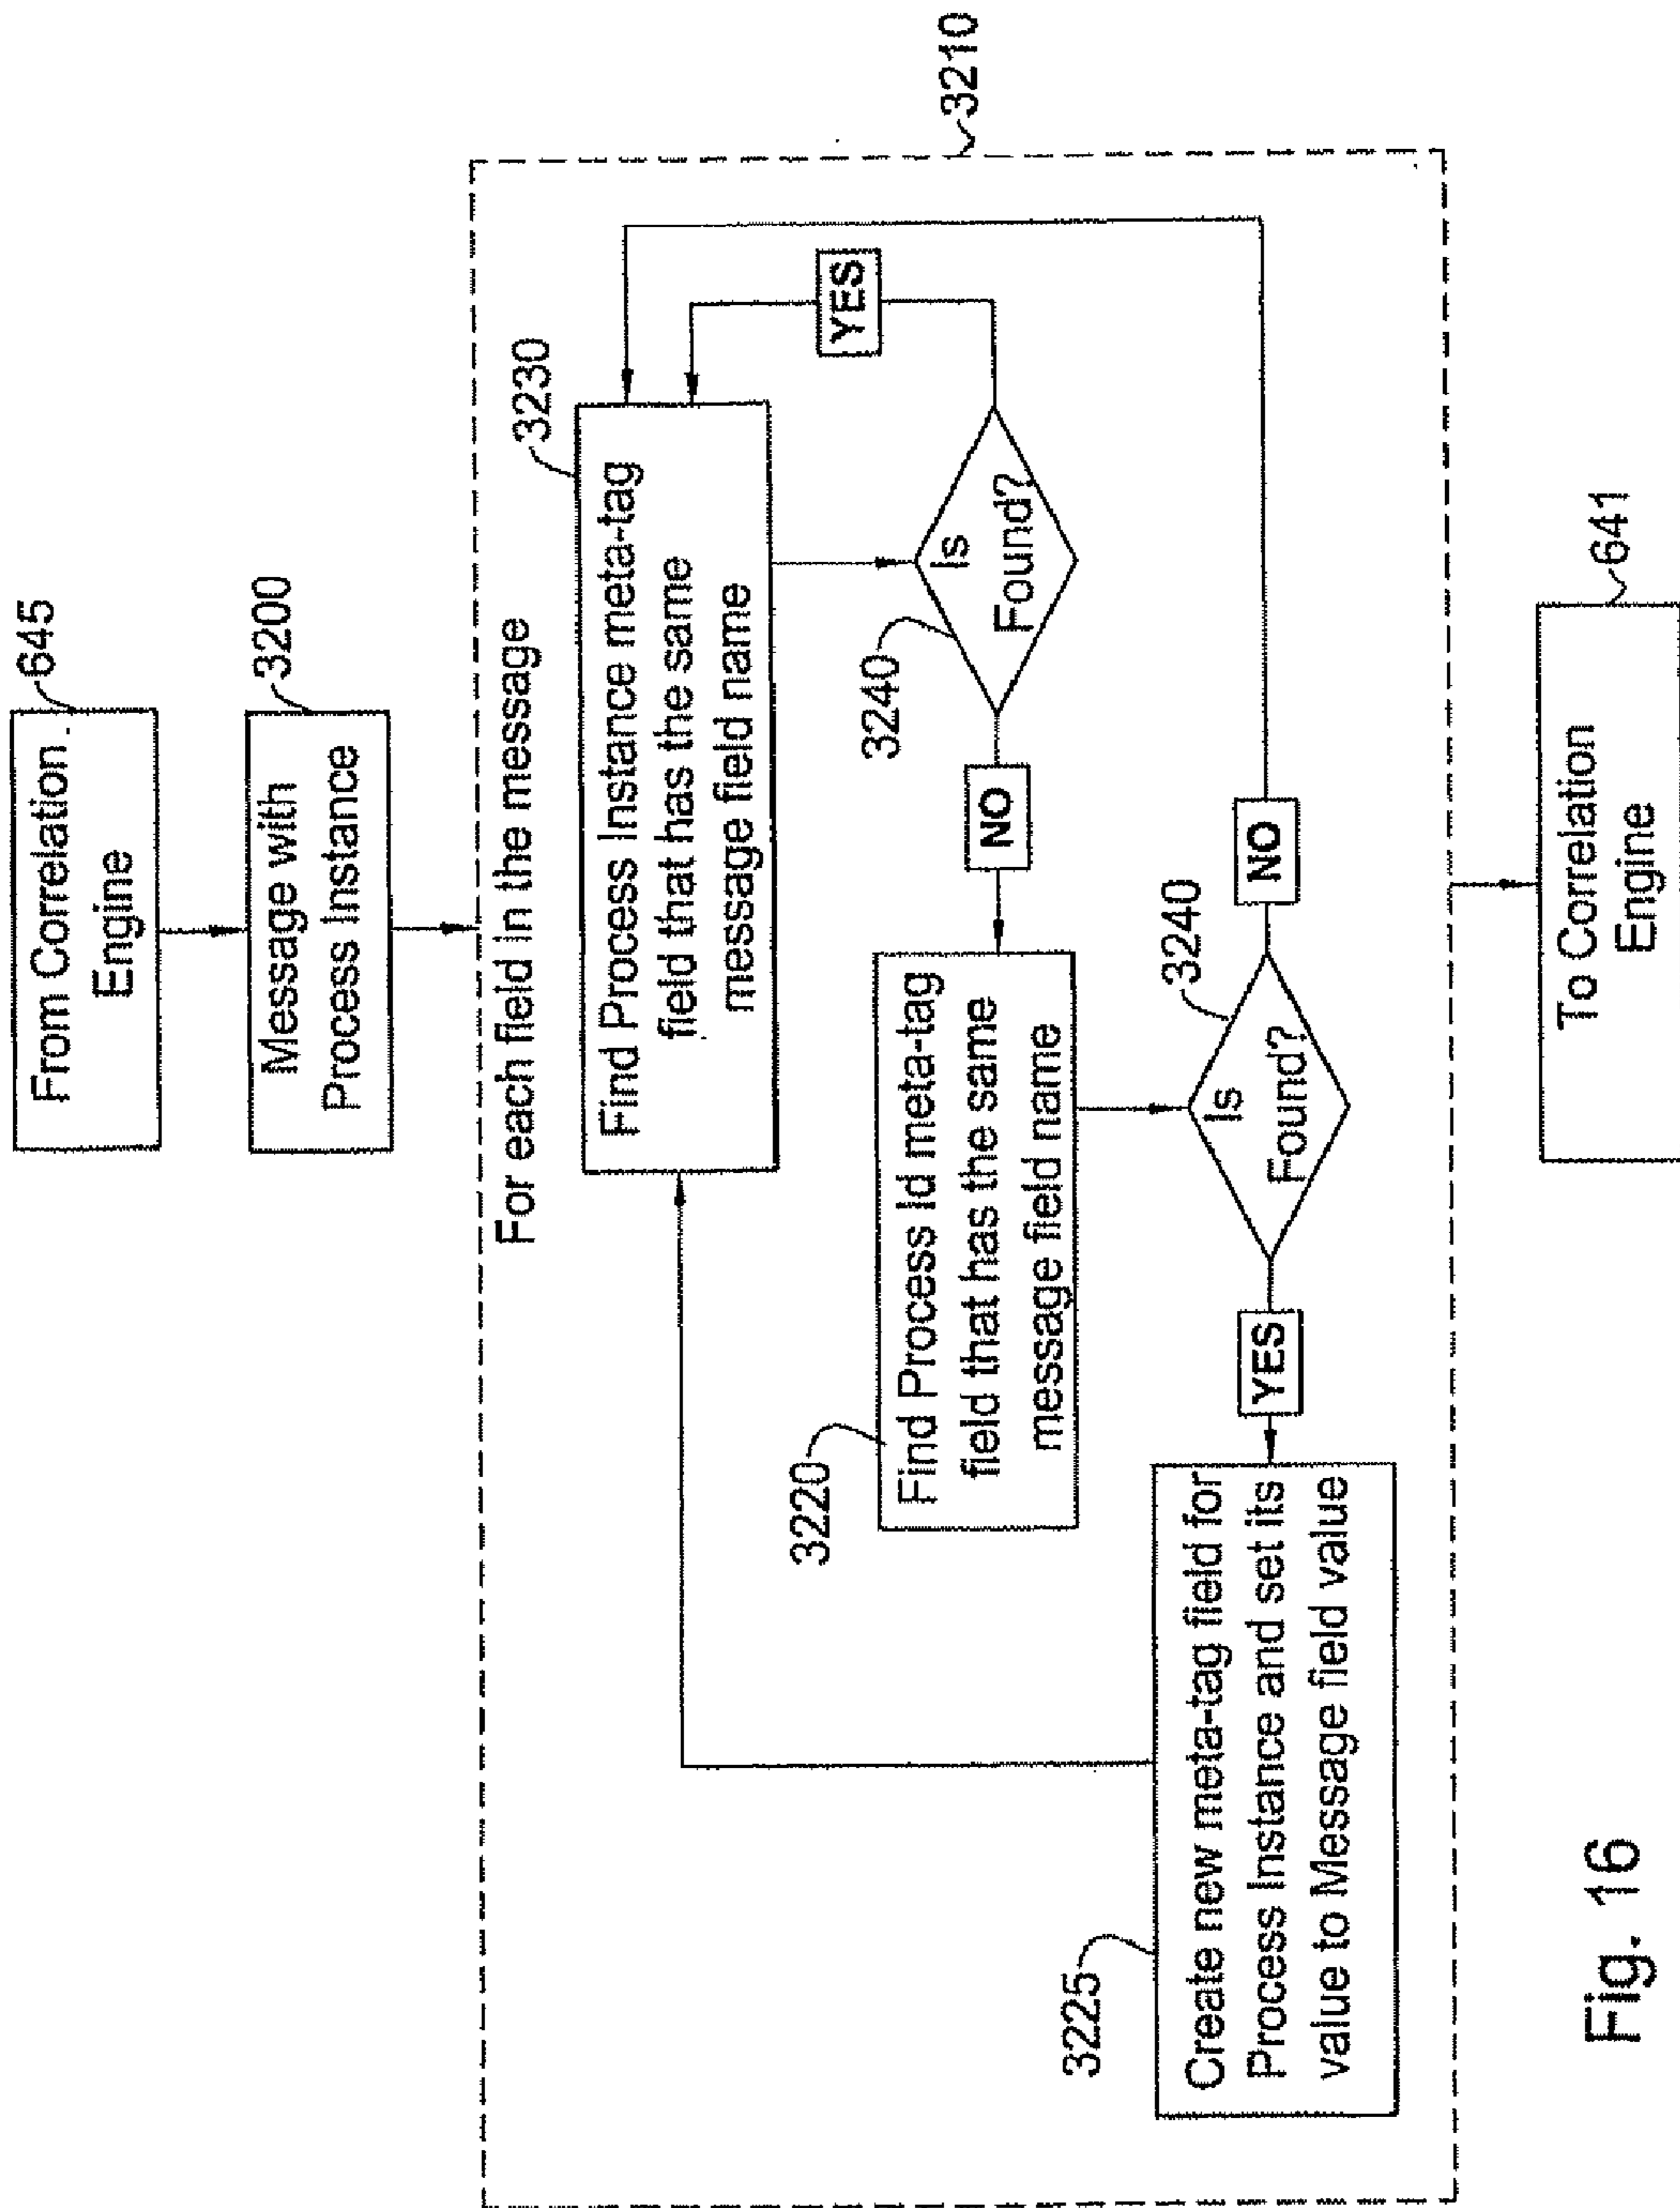 From Correlation
Engine
645
Message with
Process Instance
3200
For each field in the message
3210
Find Process Instance meta-tag
field that has the same
message field name
3230
Is
Found?
3240
YES
NO
Find Process Id meta-tag
field that has the same
message field name
3220
Is
Found?
3240
NO
YES
Create new meta-tag field for
Process Instance and set its
value to Message field value
3225
To Correlation
Engine
641
Fig. 16